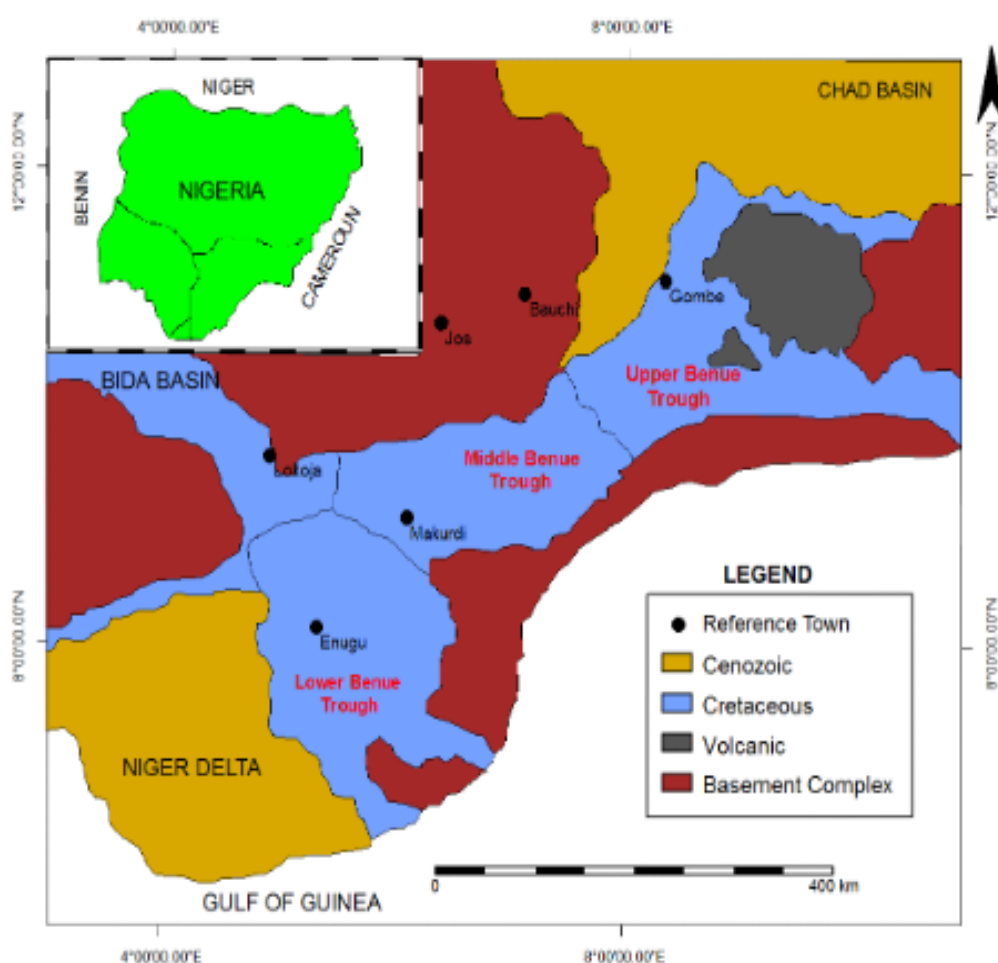 4°00'00.00"E
8°00'00.00"E
NIGER
BENIN
NIGERIA
CAMEROUN
CHAD BASIN
12°00'00.00"N
12°00'00.00"N
Gombe
Bauchi
Jos
BIDA BASIN
Upper Benue
Trough
Middle Benue
Trough
Lokoja
Makurdi
Enugu
Lower Benue
Trough
NIGER DELTA
GULF OF GUINEA
LEGEND
Reference Town
Cenozoic
Cretaceous
Volcanic
Basement Complex
0
400 km
8°00'00.00"N
8°00'00.00"N
4°00'00.00"E
8°00'00.00"E